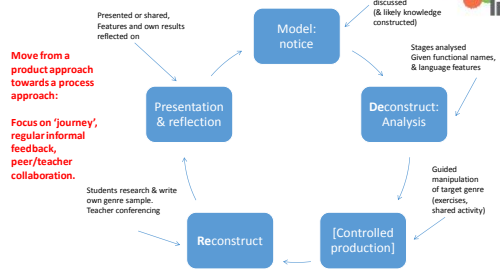 discussed
(& likely knowledge
constructed)
Presented or shared,
Features and own results
reflected on
Model:
notice
Stages analysed
Given functional names,
& language features
Move from a
product approach
towards a process
approach:
Focus on ‘journey’,
regular informal
feedback,
peer/teacher
collaboration.
Presentation
& reflection
Deconstruct:
Analysis
Guided
manipulation
of target genre
(exercises,
shared activity)
Students research & write
own genre sample.
Teacher conferencing
Reconstruct
[Controlled
production]